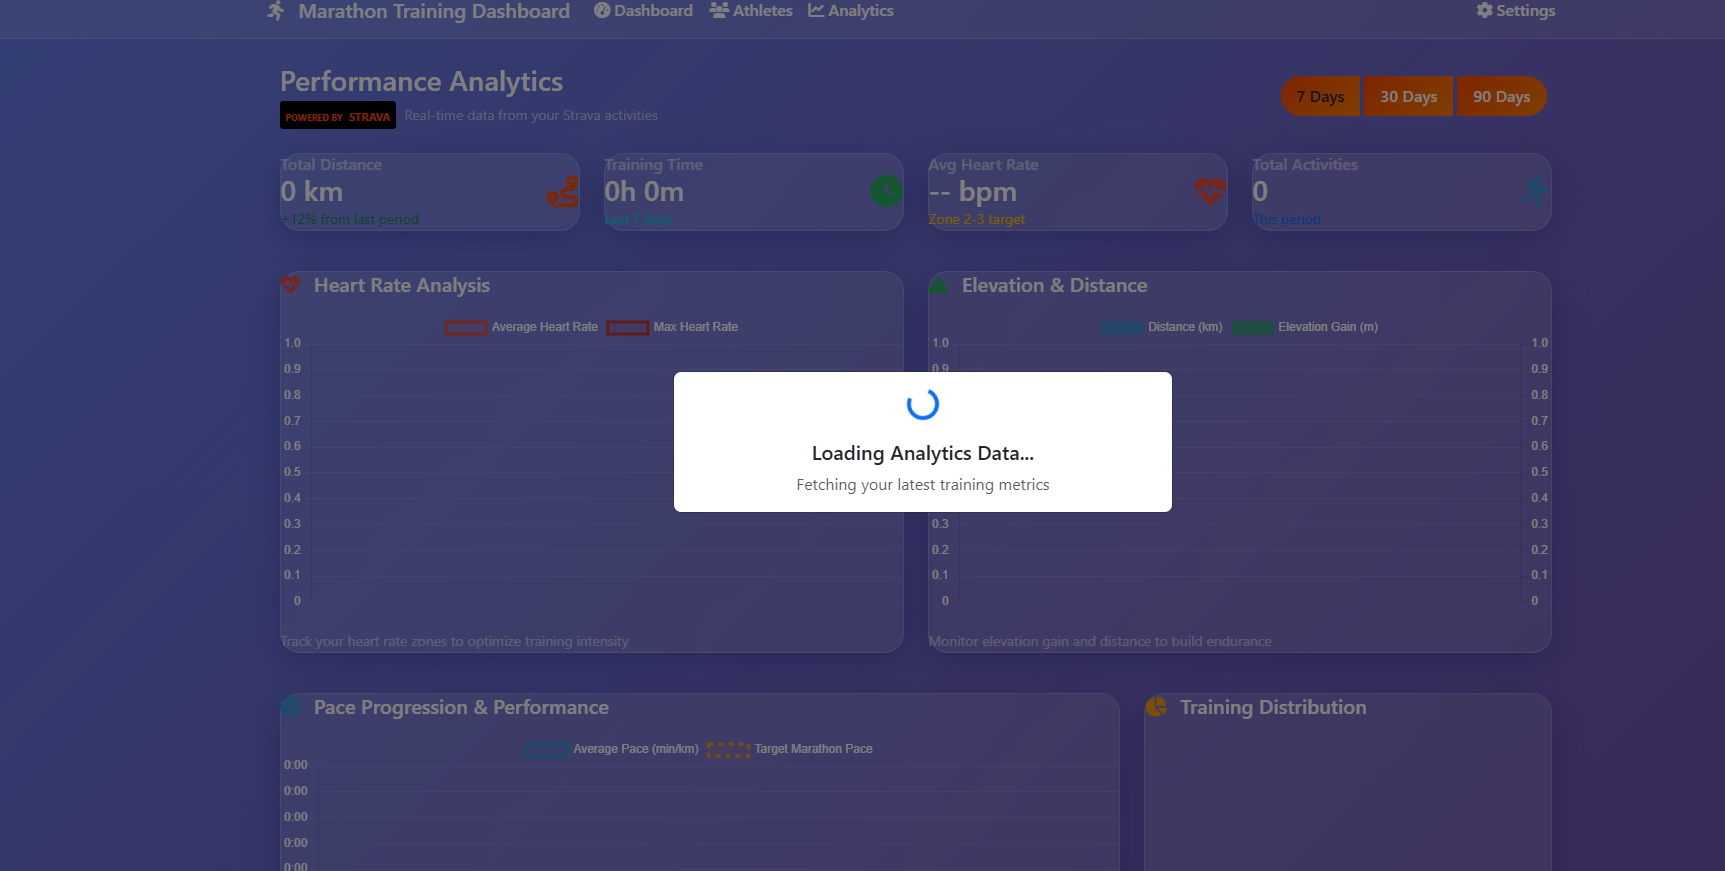 Marathon Training Dashboard Dashboard Athletes Analytics Settings
Performance Analytics
7 Days 30 Days 90 Days
POWERED BY STRAVA Real-time data from your Strava activities
Total Distance
0 km
+12% from last period
Training Time
0h 0m
Last 7 days
Avg Heart Rate
-- bpm
Zone 2-3 target
Total Activities
0
This period
Heart Rate Analysis
Average Heart Rate Max Heart Rate
1.0
0.9
0.8
0.7
0.6
0.5
0.4
0.3
0.2
0.1
0
Track your heart rate zones to optimize training intensity
Elevation & Distance
Distance (km) Elevation Gain (m)
1.0 1.0
0.9 0.9
0.8
0.7
0.6
0.5
0.4
0.3 0.3
0.2 0.2
0.1 0.1
0 0
Monitor elevation gain and distance to build endurance
Loading Analytics Data...
Fetching your latest training metrics
Pace Progression & Performance
Average Pace (min/km) Target Marathon Pace
0:00
0:00
0:00
0:00
0:00
Training Distribution